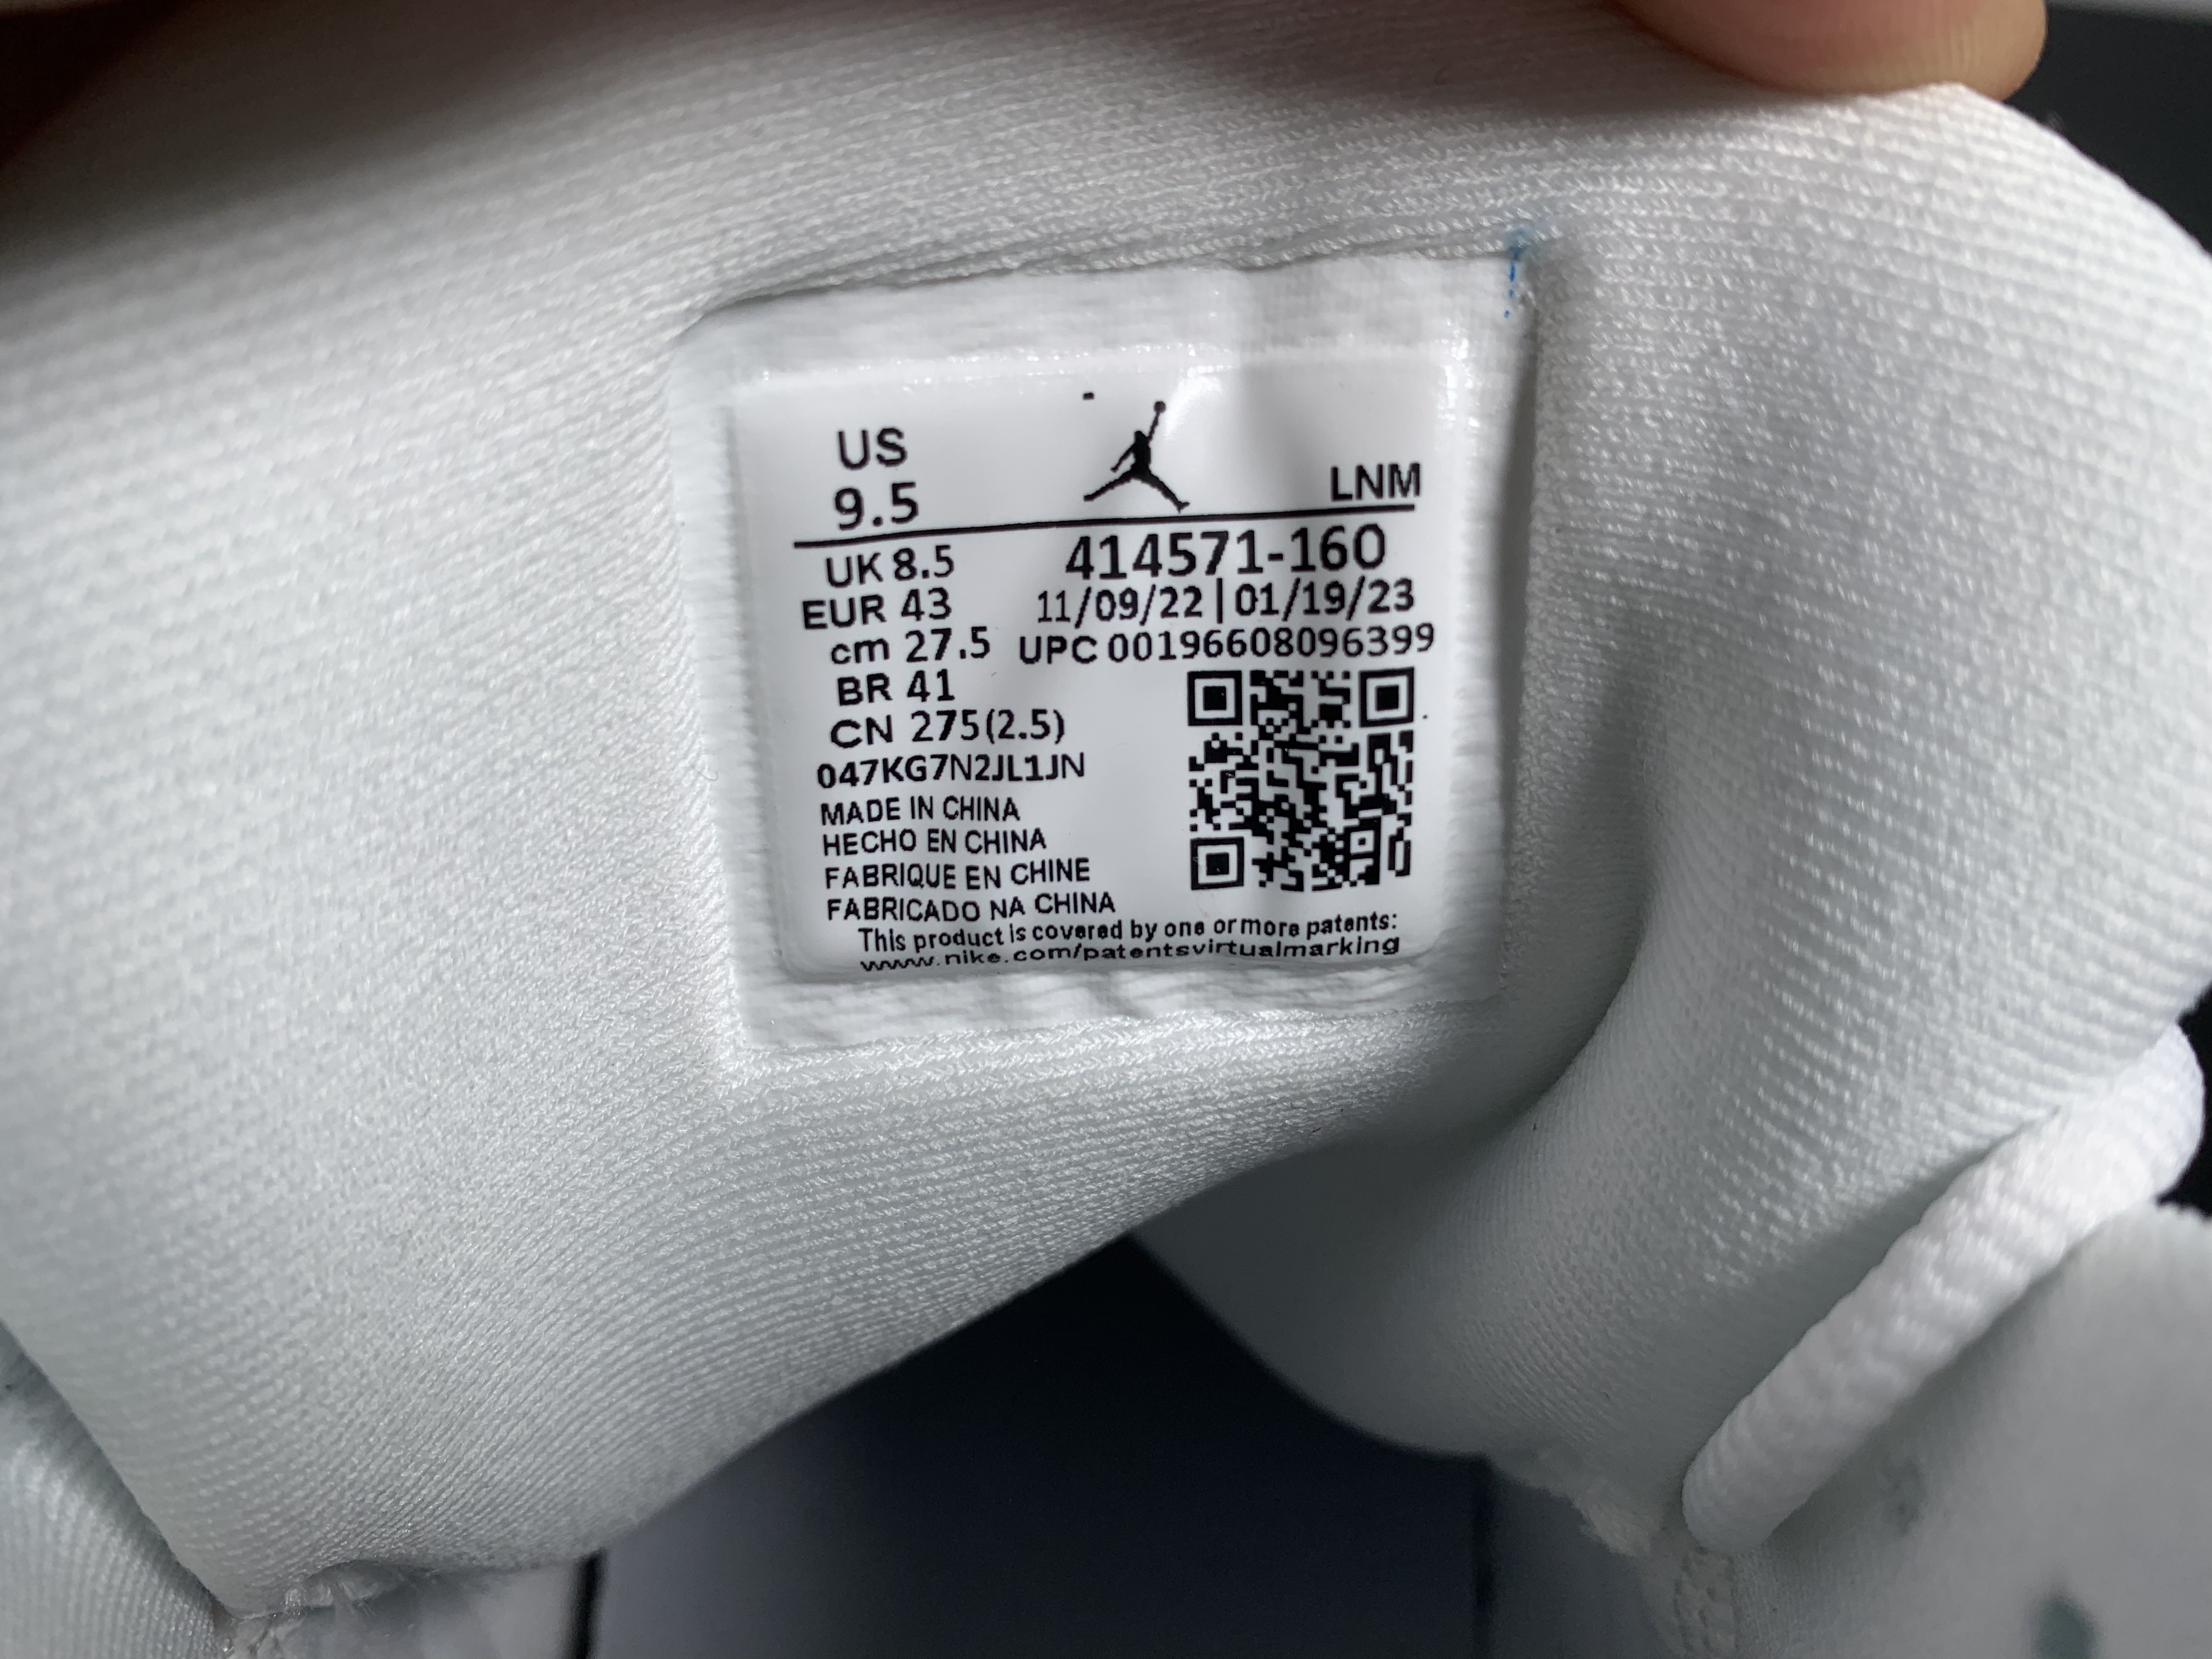 US
9.5
LNM
UK 8.5
414571-160
EUR 43
11/09/22 | 01/19/23
cm 27.5
UPC 00196608096399
BR 41
CN 275(2.5)
047KG7N2JL1JN
MADE IN CHINA
HECHO EN CHINA
FABRIQUE EN CHINE
FABRICADO NA CHINA
This product is covered by one or more patents:
www.nike.com/patentsvirtualmarking